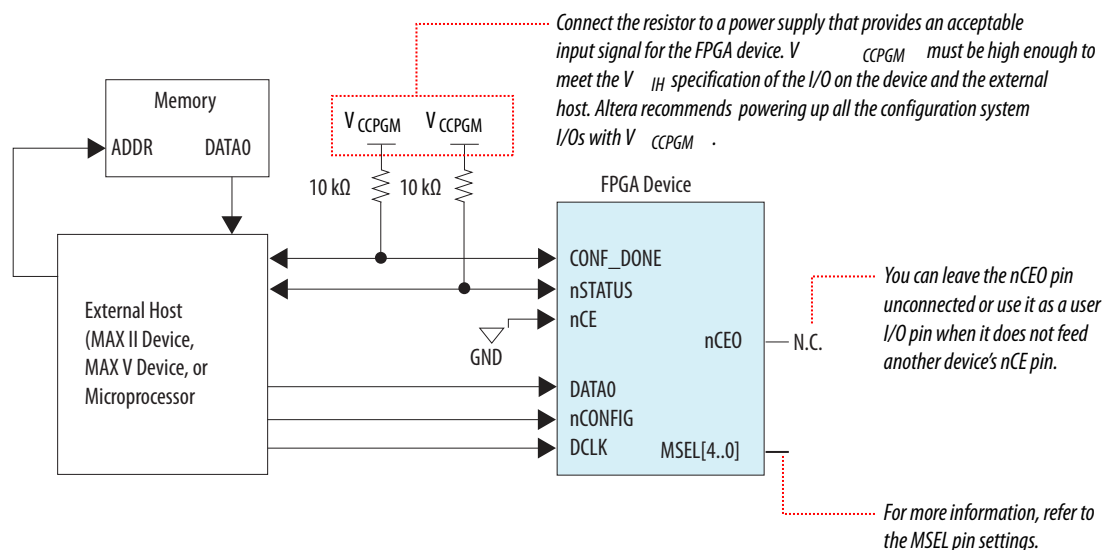 Connect the resistor to a power supply that provides an acceptable
input signal for the FPGA device. V CCPGM must be high enough to
meet the V IH specification of the I/O on the device and the external
host. Altera recommends powering up all the configuration system
I/Os with V CCPGM .
Memory
ADDR DATA0
V CCPGM V CCPGM
10 kΩ 10 kΩ
FPGA Device
External Host
(MAX II Device,
MAX V Device, or
Microprocessor
CONF_DONE
nSTATUS
nCE
GND
nCEO
N.C.
DATA0
nCONFIG
DCLK
MSEL[4..0]
You can leave the nCEO pin
unconnected or use it as a user
I/O pin when it does not feed
another device's nCE pin.
For more information, refer to
the MSEL pin settings.